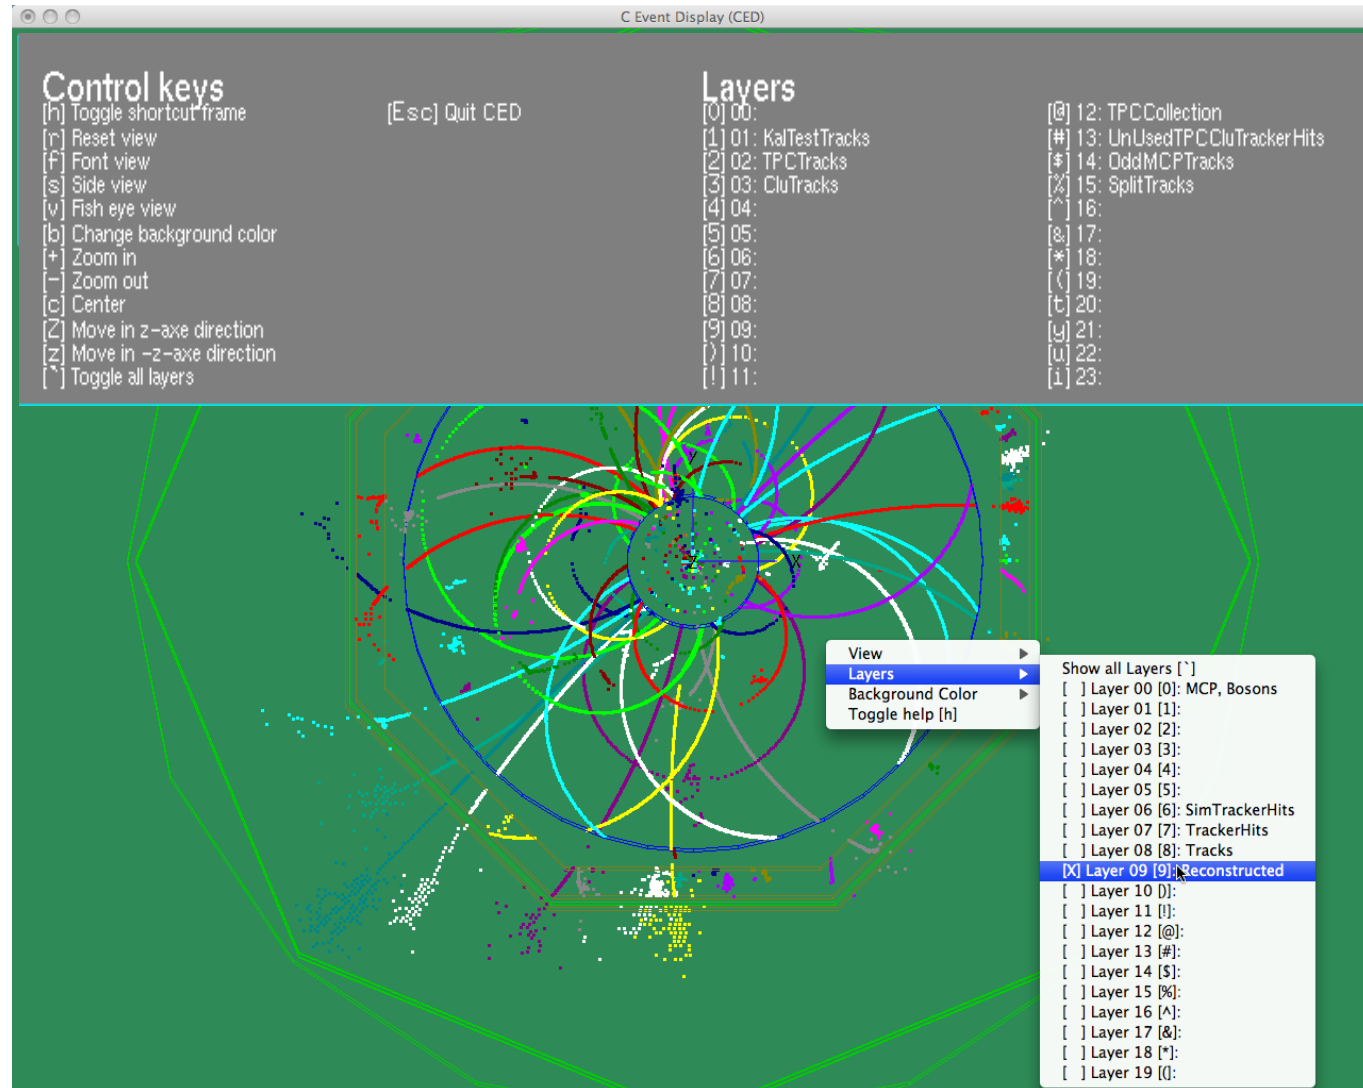 C Event Display (CED)
Control keys
[h] Toggle shortcut frame
[r] Reset view
[f] Font view
[s] Side view
[v] Fish eye view
[b] Change background color
[+] Zoom in
[-] Zoom out
[c] Center
[Z] Move in z-axe direction
[z] Move in -z-axe direction
[`] Toggle all layers
[Esc] Quit CED
Layers
[0] 00:
[1] 01: KalTestTracks
[2] 02: TPCTracks
[3] 03: CluTracks
[4] 04:
[5] 05:
[6] 06:
[7] 07:
[8] 08:
[9] 09:
[)] 10:
[!] 11:
[@] 12: TPCCollection
[#] 13: UnUsedTPCCluTrackerHits
[$] 14: OddMCPTracks
[%] 15: SplitTracks
[^] 16:
[&] 17:
[*] 18:
[(] 19:
[t] 20:
[y] 21:
[u] 22:
[i] 23:
Y
X
Z
View
Layers
Background Color
Toggle help [h]
Show all Layers [`]
[ ] Layer 00 [0]: MCP, Bosons
[ ] Layer 01 [1]:
[ ] Layer 02 [2]:
[ ] Layer 03 [3]:
[ ] Layer 04 [4]:
[ ] Layer 05 [5]:
[ ] Layer 06 [6]: SimTrackerHits
[ ] Layer 07 [7]: TrackerHits
[ ] Layer 08 [8]: Tracks
[X] Layer 09 [9]: Reconstructed
[ ] Layer 10 [)]:
[ ] Layer 11 [!]:
[ ] Layer 12 [@]:
[ ] Layer 13 [#]:
[ ] Layer 14 [$]:
[ ] Layer 15 [%]:
[ ] Layer 16 [^]:
[ ] Layer 17 [&]:
[ ] Layer 18 [*]:
[ ] Layer 19 [(]: